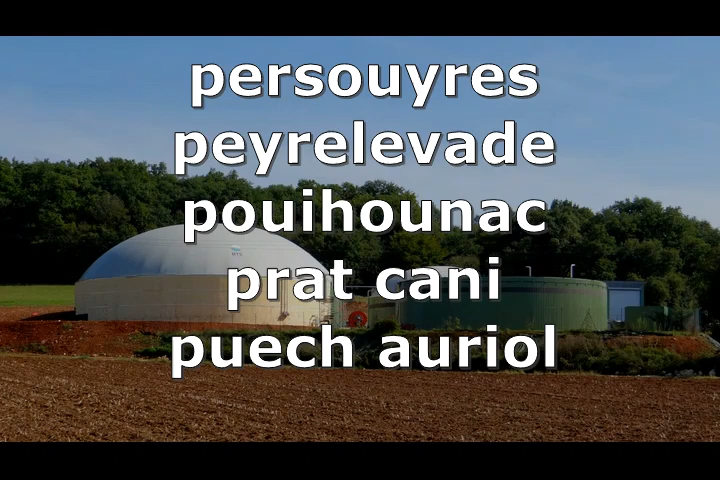 persouyres
peyrelevade
pouihounac
prat cani
puech auriol